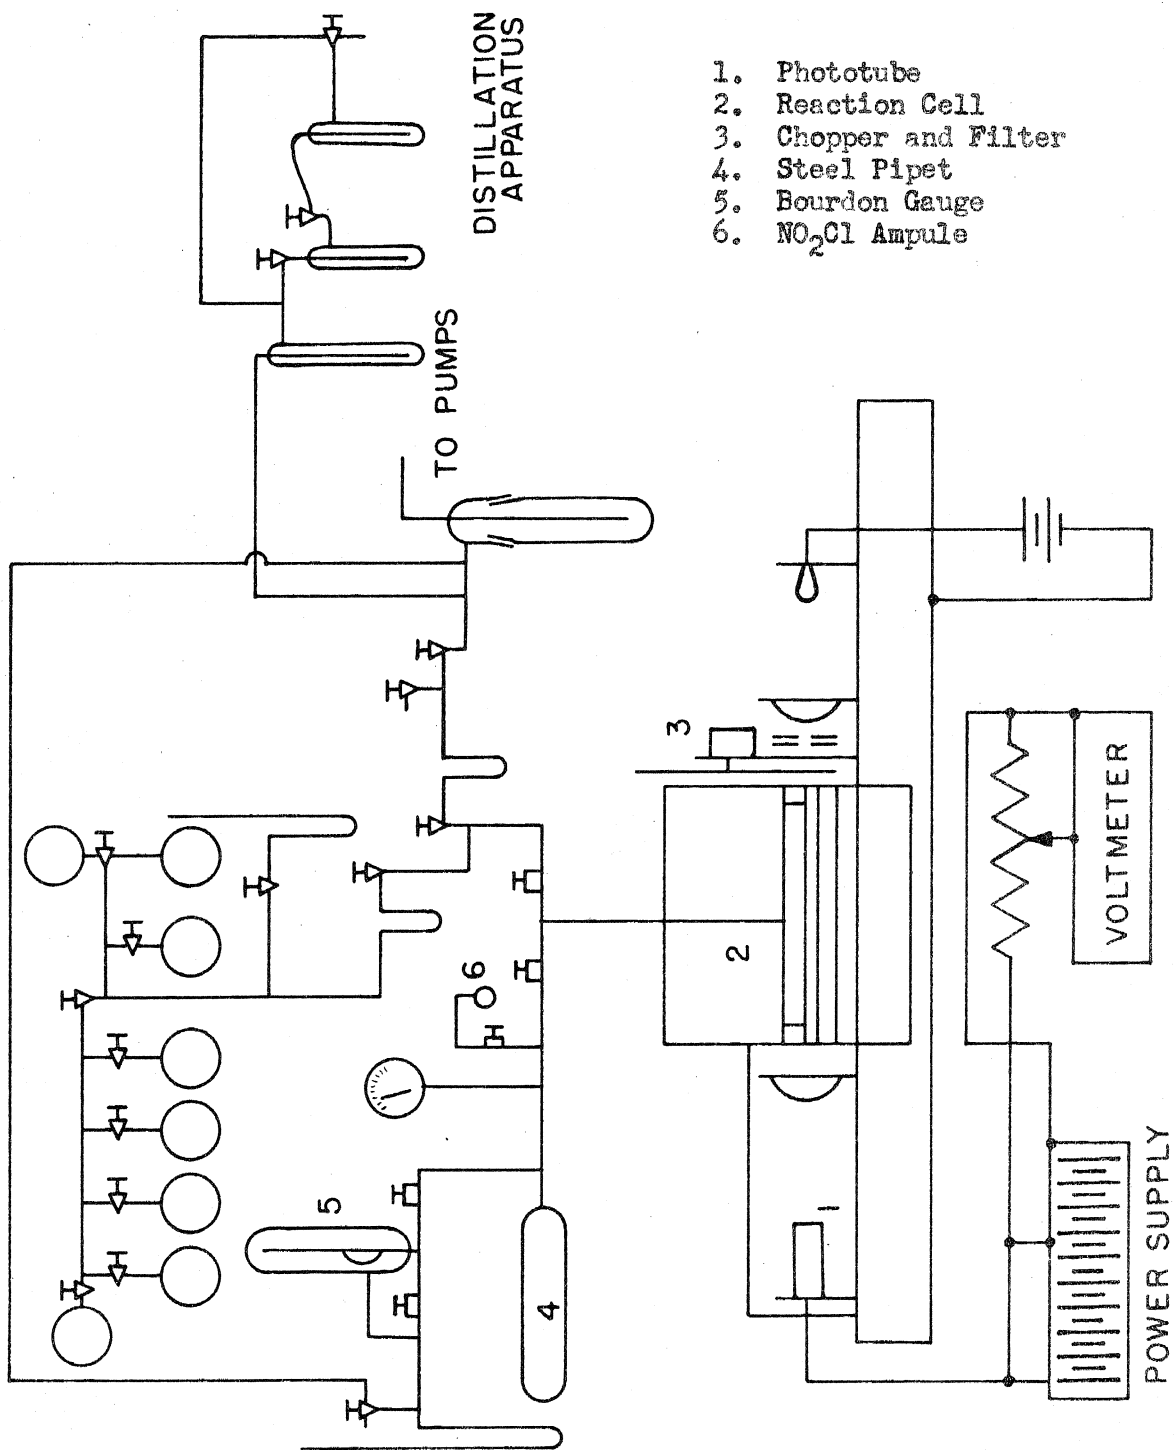 1. Phototube
2. Reaction Cell
3. Chopper and Filter
4. Steel Pipet
5. Bourdon Gauge
6. NO₂Cl Ampule
DISTILLATION
APPARATUS
TO PUMPS
3
6
2
5
4
1
VOLTMETER
POWER SUPPLY